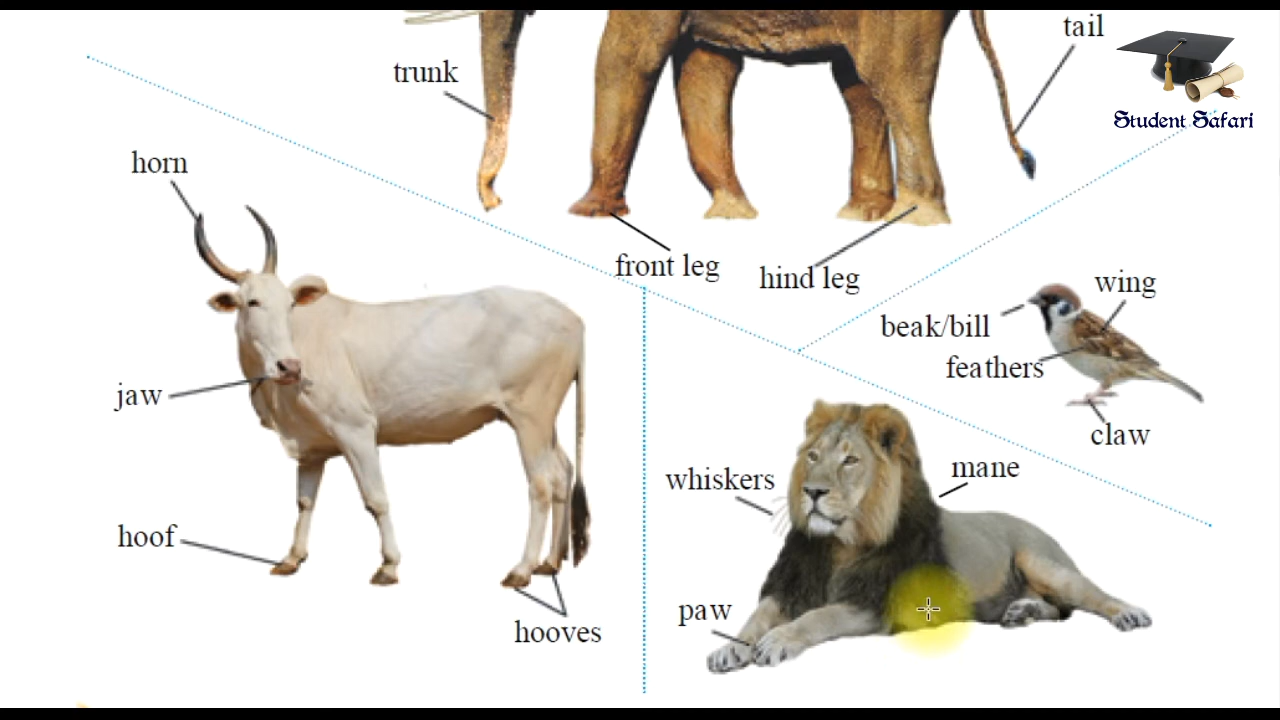 tail
trunk
Student Safari
horn
front leg
hind leg
wing
beak/bill
feathers
jaw
claw
whiskers
mane
hoof
paw
hooves